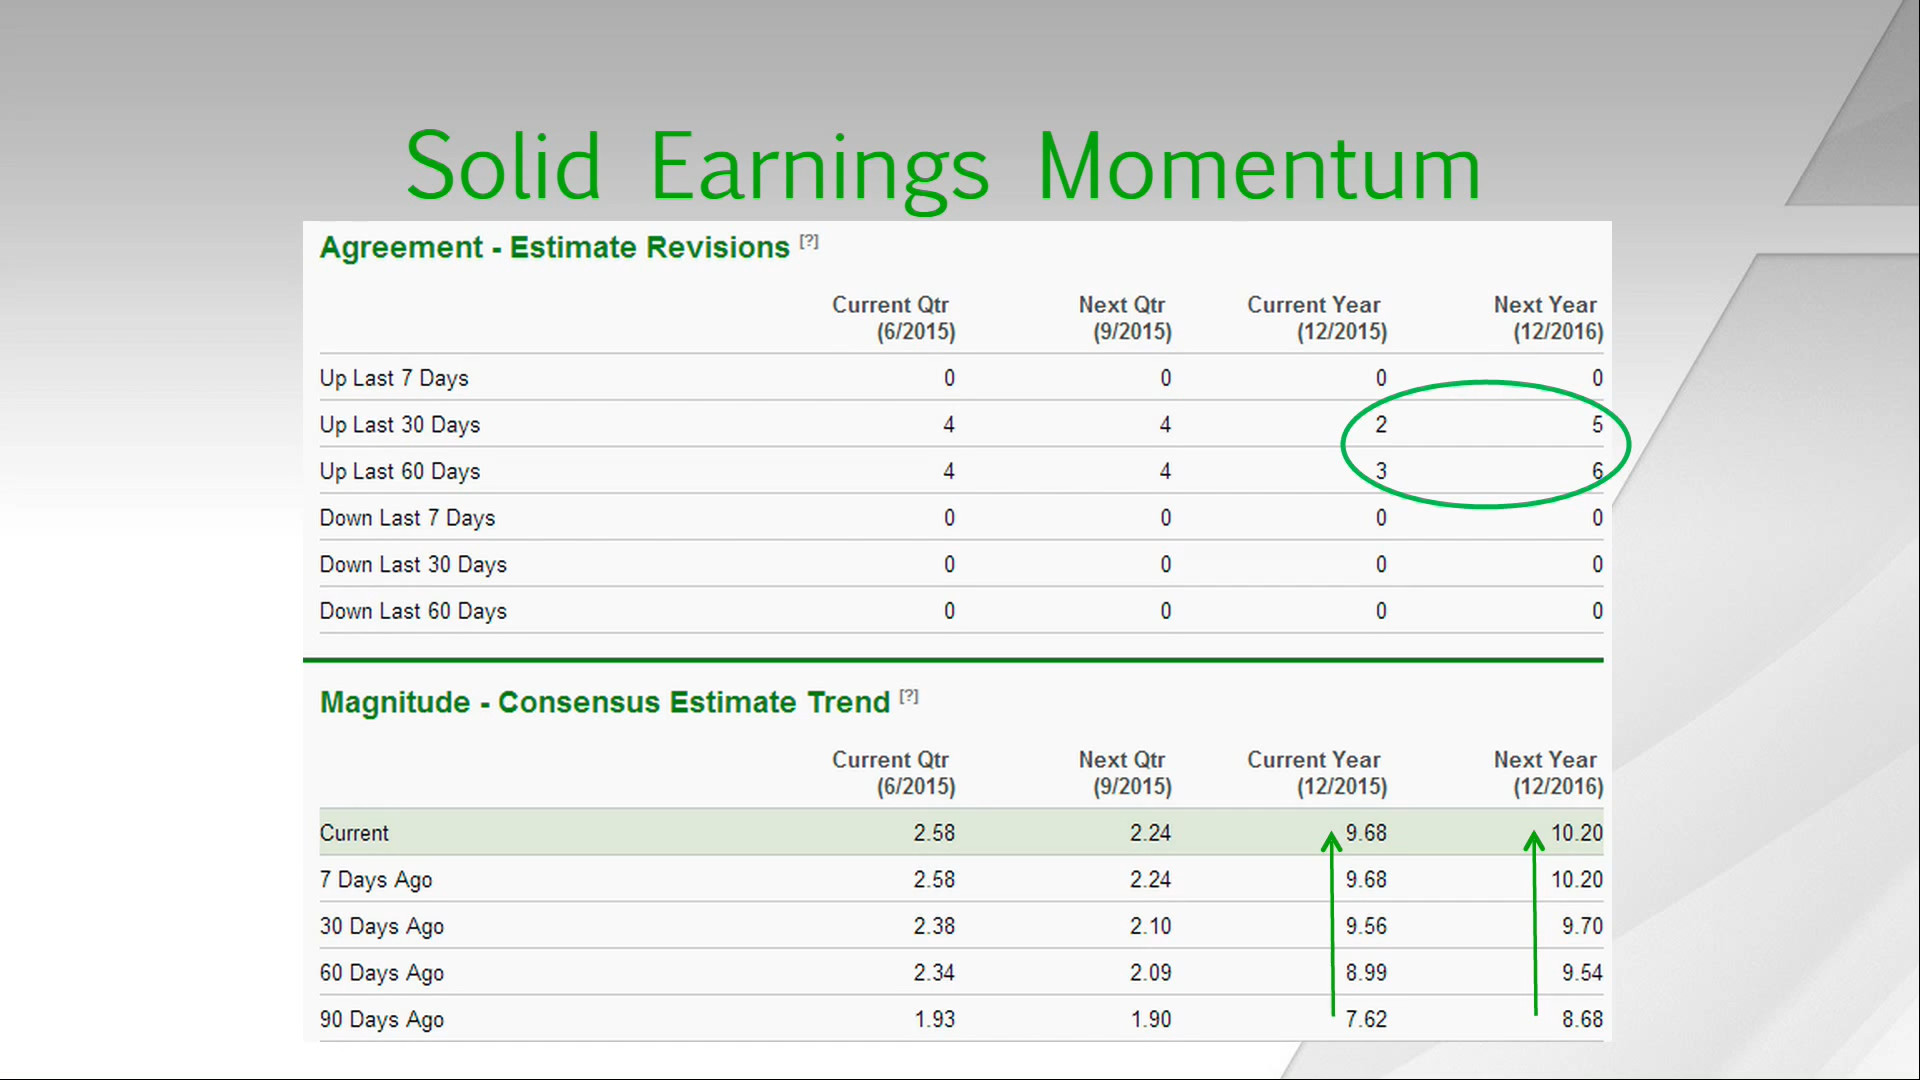 Solid Earnings Momentum
Agreement - Estimate Revisions [?]
Current Qtr Next Qtr Current Year Next Year
(6/2015) (9/2015) (12/2015) (12/2016)
Up Last 7 Days 0 0 0 0
Up Last 30 Days 4 4 2 5
Up Last 60 Days 4 4 3 6
Down Last 7 Days 0 0 0 0
Down Last 30 Days 0 0 0 0
Down Last 60 Days 0 0 0 0
Magnitude - Consensus Estimate Trend [?]
Current Qtr Next Qtr Current Year Next Year
(6/2015) (9/2015) (12/2015) (12/2016)
Current 2.58 2.24 9.68 10.20
7 Days Ago 2.58 2.24 9.68 10.20
30 Days Ago 2.38 2.10 9.56 9.70
60 Days Ago 2.34 2.09 8.99 9.54
90 Days Ago 1.93 1.90 7.62 8.68